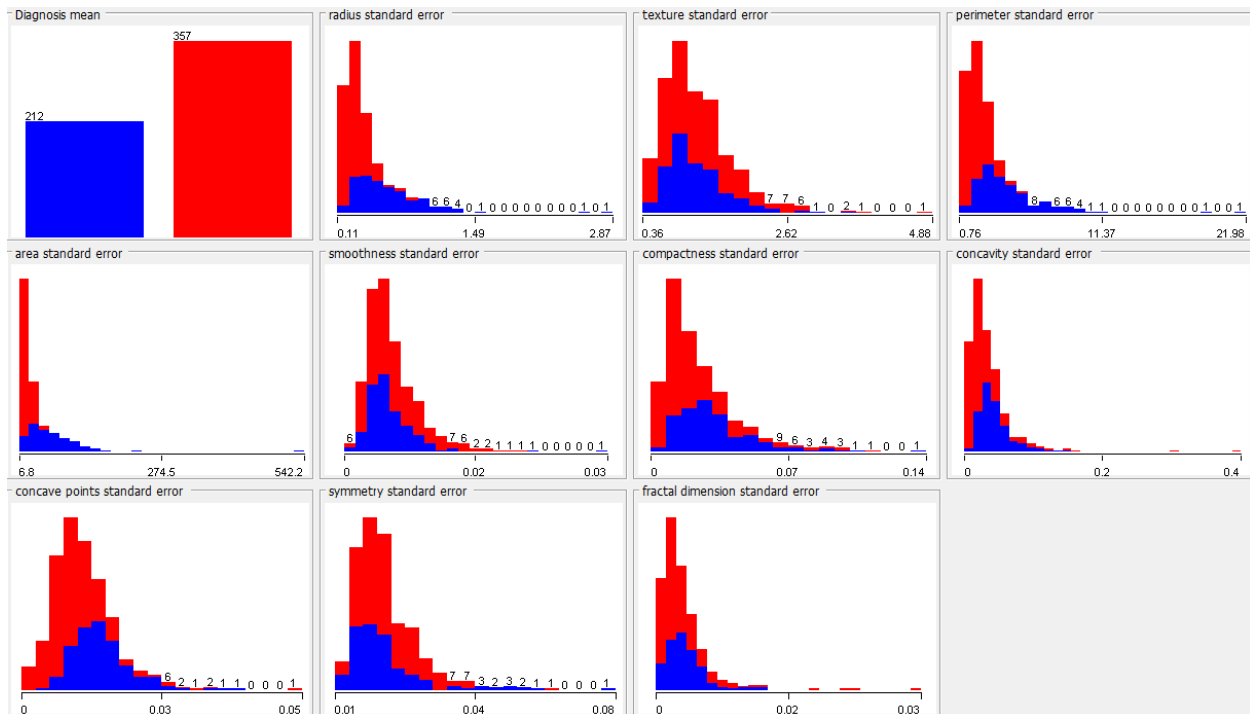 Diagnosis mean
357
212
radius standard error
6 6 4 0 1 0 0 0 0 0 0 0 0 1 0 1
0.11 1.49 2.87
texture standard error
7 7 6 1 0 2 1 0 0 0 1
0.36 2.62 4.88
perimeter standard error
8 6 6 4 1 1 0 0 0 0 0 0 0 0 1 0 0 1
0.76 11.37 21.98
area standard error
6.8 274.5 542.2
smoothness standard error
6 7 6 2 2 1 1 1 1 0 0 0 0 0 1
0 0.02 0.03
compactness standard error
9 6 3 4 3 1 1 0 0 1
0 0.07 0.14
concavity standard error
0 0.2 0.4
concave points standard error
6 2 1 2 1 1 0 0 0 1
0 0.03 0.05
symmetry standard error
7 7 3 2 3 2 1 1 0 0 0 1
0.01 0.04 0.08
fractal dimension standard error
0 0.02 0.03